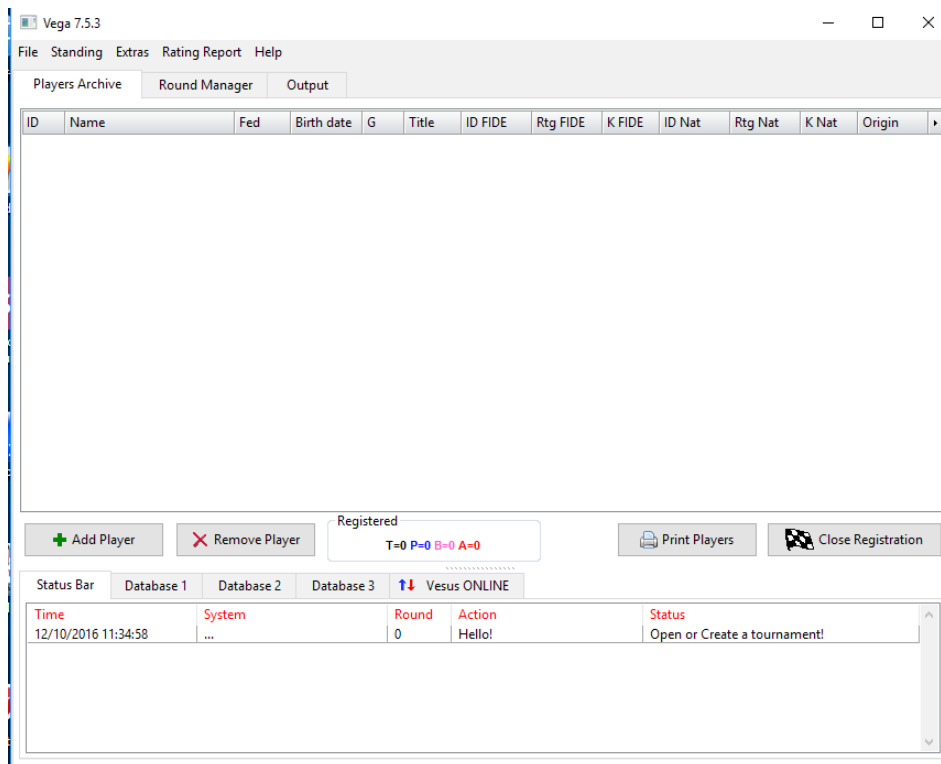 Vega 7.5.3
File Standing Extras Rating Report Help
Players Archive Round Manager Output
ID Name Fed Birth date G Title ID FIDE Rtg FIDE K FIDE ID Nat Rtg Nat K Nat Origin
Registered
Add Player Remove Player T=0 P=0 B=0 A=0 Print Players Close Registration
Status Bar Database 1 Database 2 Database 3 Vesus ONLINE
Time System Round Action Status
12/10/2016 11:34:58 ... 0 Hello! Open or Create a tournament!